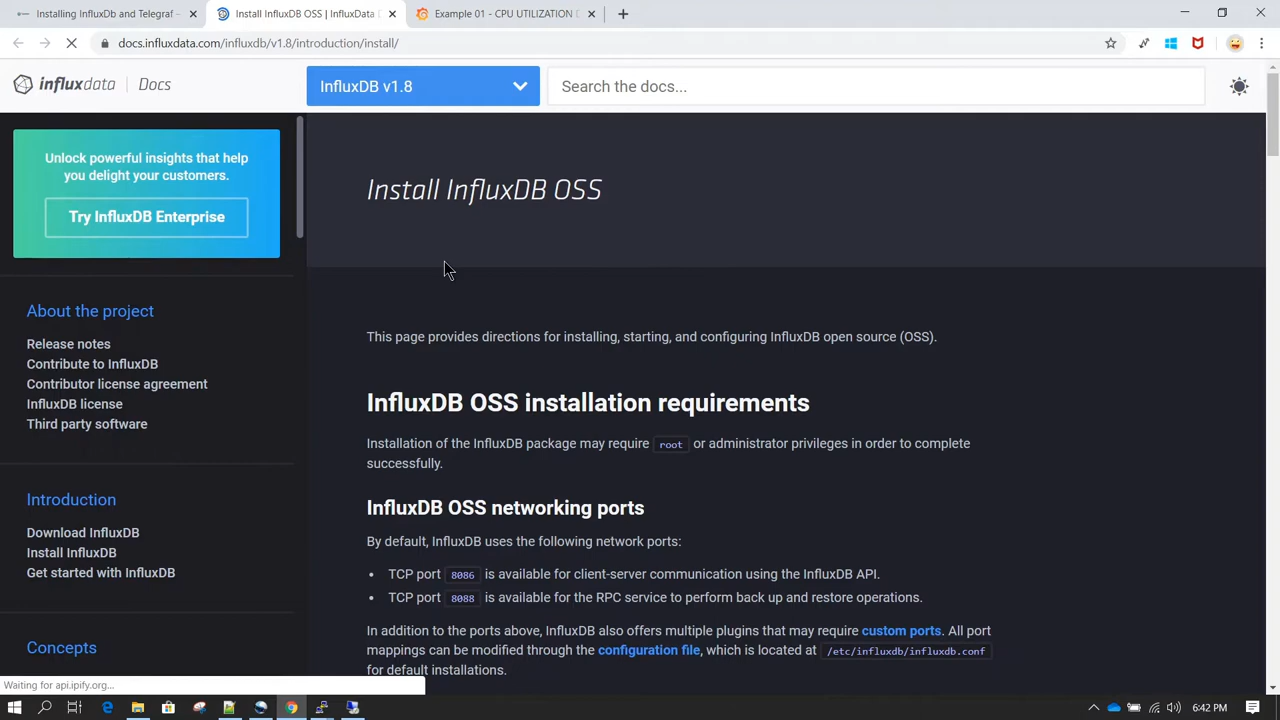 Installing InfluxDb and Telegraf -
Install InfluxDB OSS | InfluxData D
Example 01 - CPU UTILIZATION D
docs.influxdata.com/influxdb/v1.8/introduction/install/
influxdata | Docs
InfluxDB v1.8
Search the docs...
Unlock powerful insights that help
you delight your customers.
Try InfluxDB Enterprise
About the project
Release notes
Contribute to InfluxDB
Contributor license agreement
InfluxDB license
Third party software
Introduction
Download InfluxDB
Install InfluxDB
Get started with InfluxDB
Concepts
Install InfluxDB OSS
This page provides directions for installing, starting, and configuring InfluxDB open source (OSS).
InfluxDB OSS installation requirements
Installation of the InfluxDB package may require root or administrator privileges in order to complete
successfully.
InfluxDB OSS networking ports
By default, InfluxDB uses the following network ports:
• TCP port 8086 is available for client-server communication using the InfluxDB API.
• TCP port 8088 is available for the RPC service to perform back up and restore operations.
In addition to the ports above, InfluxDB also offers multiple plugins that may require custom ports. All port
mappings can be modified through the configuration file, which is located at /etc/influxdb/influxdb.conf
for default installations.
Waiting for api.ipify.org...
6:42 PM